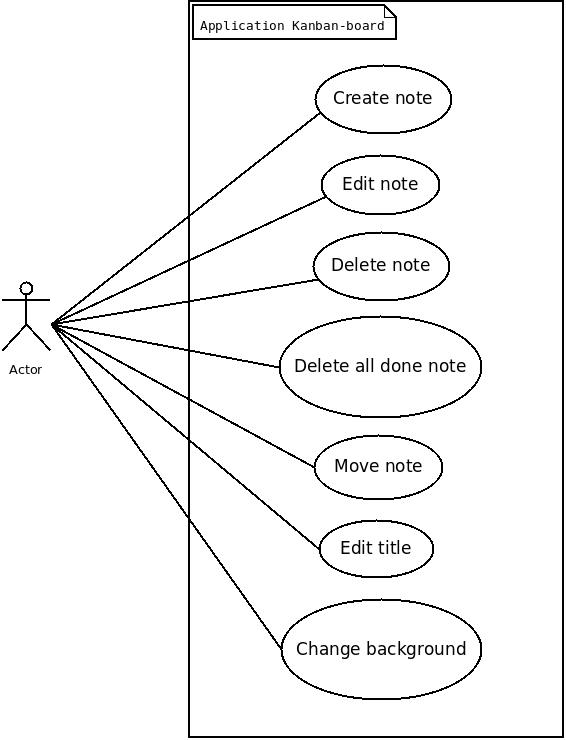 Application Kanban-board
Create note
Edit note
Delete note
Actor
Delete all done note
Move note
Edit title
Change background